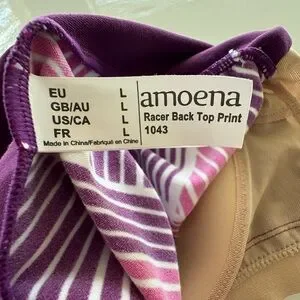 EU L
GB/AU L
US/CA L
FR L
Made in China/Fabriqué en Chine
amoena
Racer Back Top Print
1043